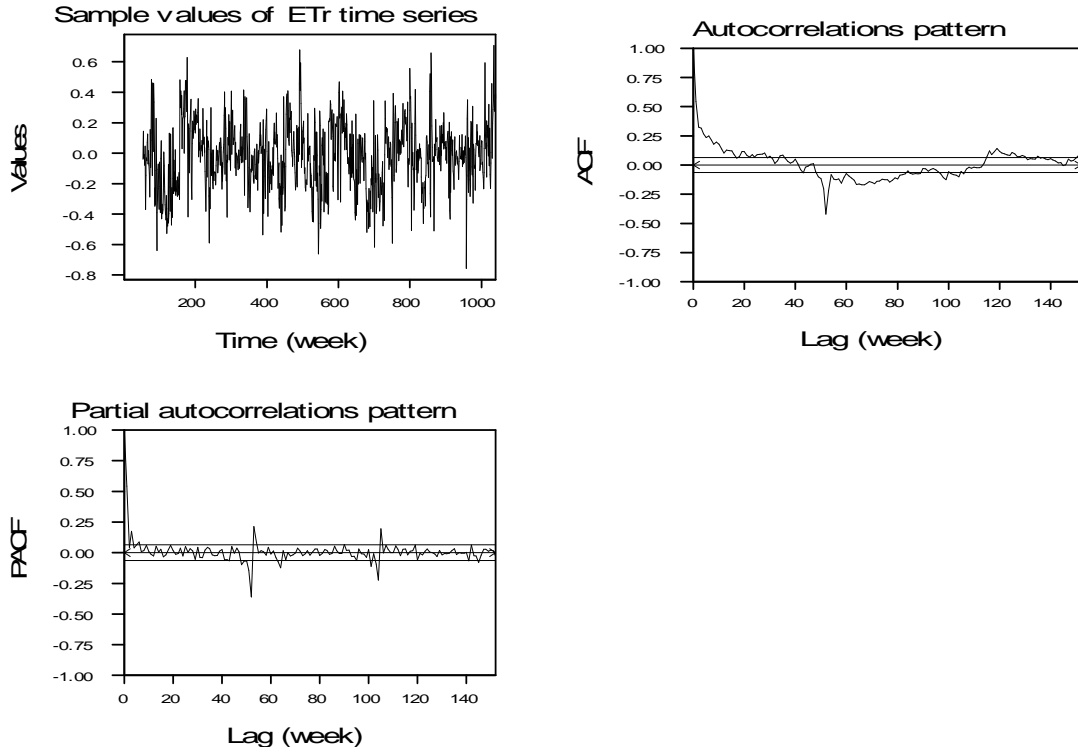 Sample values of ETr time series
Values
0.6
0.4
0.2
0.0
-0.2
-0.4
-0.6
-0.8
200 400 600 800 1000
Time (week)
Autocorrelations pattern
ACF
1.00
0.75
0.50
0.25
0.00
-0.25
-0.50
-0.75
-1.00
0 20 40 60 80 100 120 140
Lag (week)
Partial autocorrelations pattern
PACF
1.00
0.75
0.50
0.25
0.00
-0.25
-0.50
-0.75
-1.00
0 20 40 60 80 100 120 140
Lag (week)